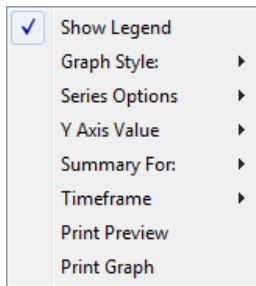 Show Legend
Graph Style:
Series Options
Y Axis Value
Summary For:
Timeframe
Print Preview
Print Graph